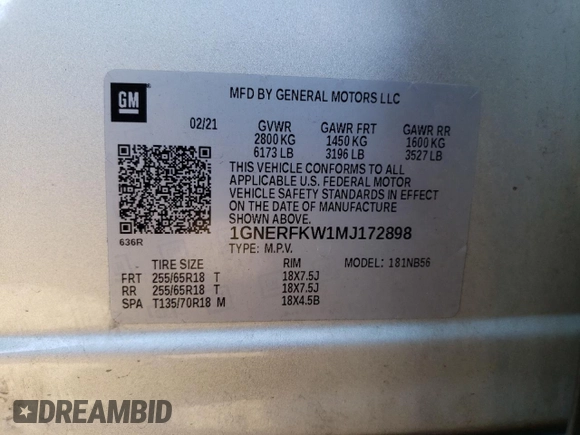 GM
MFD BY GENERAL MOTORS LLC
02/21 GVWR GAWR FRT GAWR RR
2800 KG 1450 KG 1600 KG
6173 LB 3196 LB 3527 LB
THIS VEHICLE CONFORMS TO ALL
APPLICABLE U.S. FEDERAL MOTOR
VEHICLE SAFETY STANDARDS IN EFFECT
ON THE DATE OF MANUFACTURE
SHOWN ABOVE.
636R
1GNERFKW1MJ172898
TYPE: M.P.V.
TIRE SIZE RIM MODEL: 181NB56
FRT 255/65R18 T 18X7.5J
RR 255/65R18 T 18X7.5J
SPA T135/70R18 M 18X4.5B
DREAMBID